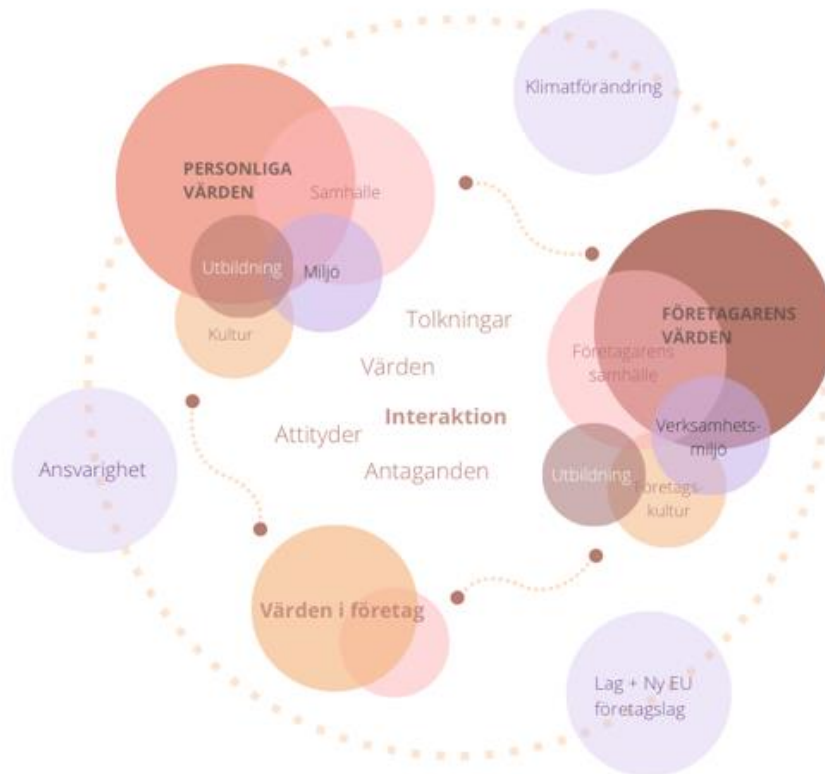 Klimatförändring
PERSONLIGA
VÄRDEN
Samhälle
Utbildning
Miljö
Kultur
Tolkningar
Värden
Interaktion
Attityder
Antaganden
FÖRETAGARENS
VÄRDEN
Företagarens
samhälle
Verksamhets-
miljö
Utbildning
Företags-
kultur
Ansvarighet
Värden i företag
Lag + Ny EU
företagslag